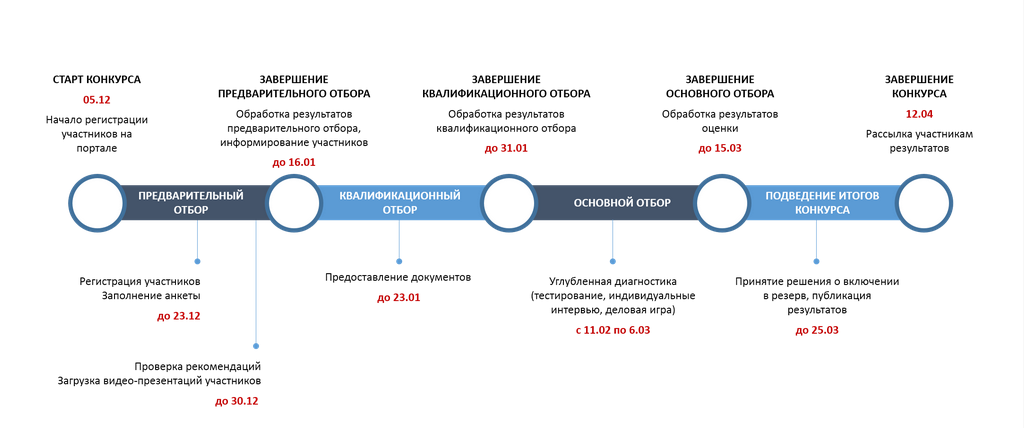 СТАРТ КОНКУРСА
05.12
Начало регистрации
участников на
портале
ЗАВЕРШЕНИЕ
ПРЕДВАРИТЕЛЬНОГО ОТБОРА
Обработка результатов
предварительного отбора,
информирование участников
до 16.01
ЗАВЕРШЕНИЕ
КВАЛИФИКАЦИОННОГО ОТБОРА
Обработка результатов
квалификационного отбора
до 31.01
ЗАВЕРШЕНИЕ
ОСНОВНОГО ОТБОРА
Обработка результатов
оценки
до 15.03
ЗАВЕРШЕНИЕ
КОНКУРСА
12.04
Рассылка участникам
результатов
ПРЕДВАРИТЕЛЬНЫЙ
ОТБОР
КВАЛИФИКАЦИОННЫЙ
ОТБОР
ОСНОВНОЙ ОТБОР
ПОДВЕДЕНИЕ ИТОГОВ
КОНКУРСА
Регистрация участников
Заполнение анкеты
до 23.12
Предоставление документов
до 23.01
Углубленная диагностика
(тестирование, индивидуальные
интервью, деловая игра)
с 11.02 по 6.03
Принятие решения о включении
в резерв, публикация
результатов
до 25.03
Проверка рекомендаций
Загрузка видео-презентаций участников
до 30.12